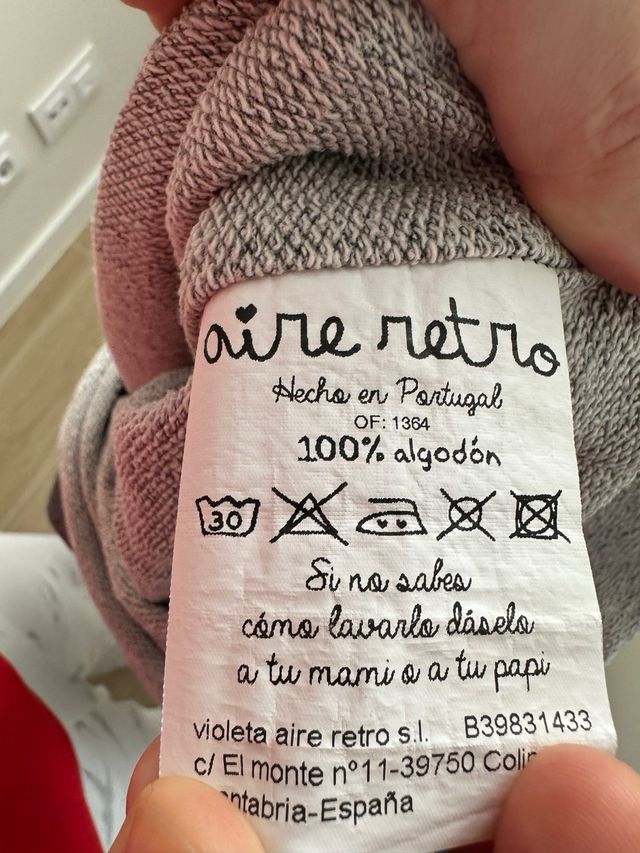 aire retro
Hecho en Portugal
OF: 1364
100% algodón
30
Si no sabes
cómo lavarlo dáselo
a tu mami o a tu papi
violeta aire retro s.l. B39831433
c/ El monte nº11-39750
España